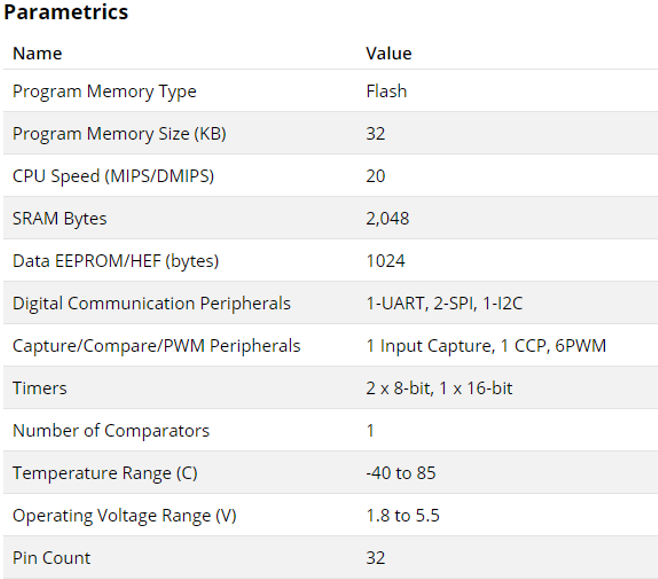 Parametrics
Name Value
Program Memory Type Flash
Program Memory Size (KB) 32
CPU Speed (MIPS/DMIPS) 20
SRAM Bytes 2,048
Data EEPROM/HEF (bytes) 1024
Digital Communication Peripherals 1-UART, 2-SPI, 1-I2C
Capture/Compare/PWM Peripherals 1 Input Capture, 1 CCP, 6PWM
Timers 2 x 8-bit, 1 x 16-bit
Number of Comparators 1
Temperature Range (C) -40 to 85
Operating Voltage Range (V) 1.8 to 5.5
Pin Count 32